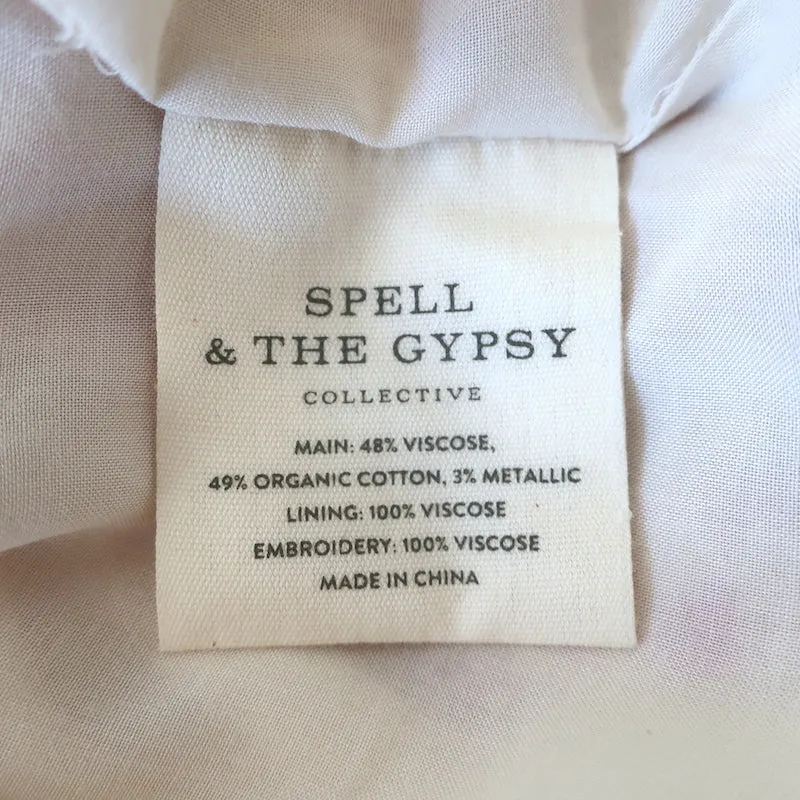 SPELL
& THE GYPSY
COLLECTIVE
MAIN: 48% VISCOSE,
49% ORGANIC COTTON, 3% METALLIC
LINING: 100% VISCOSE
EMBROIDERY: 100% VISCOSE
MADE IN CHINA